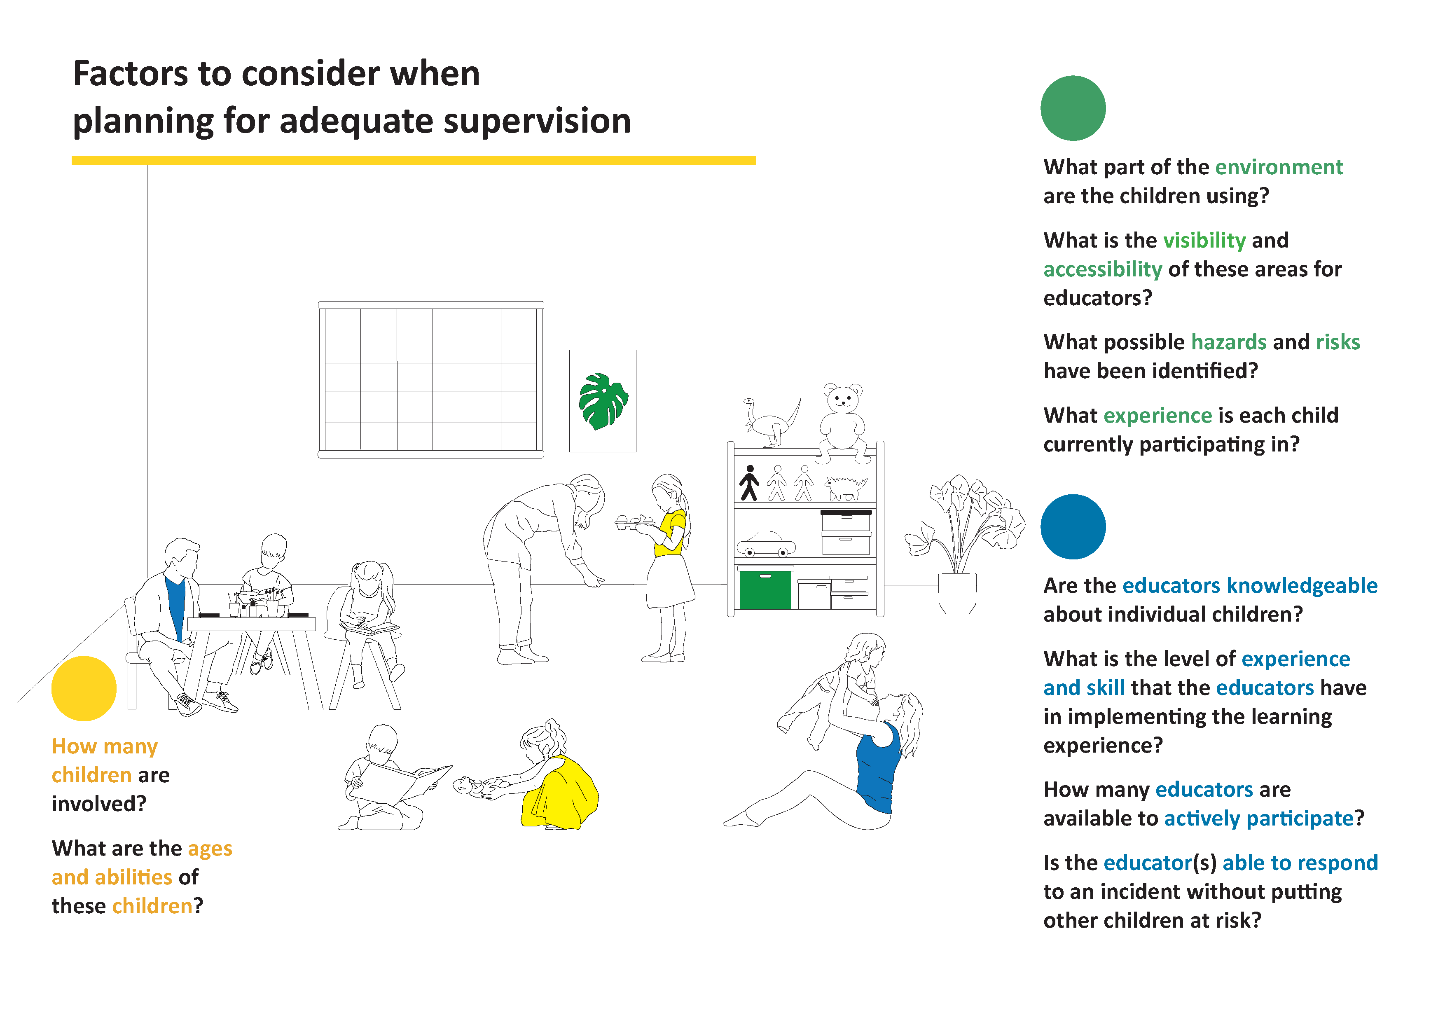 Factors to consider when
planning for adequate supervision
What part of the environment
are the children using?
What is the visibility and
accessibility of these areas for
educators?
What possible hazards and risks
have been identified?
What experience is each child
currently participating in?
Are the educators knowledgeable
about individual children?
What is the level of experience
and skill that the educators have
in implementing the learning
experience?
How many educators are
available to actively participate?
Is the educator(s) able to respond
to an incident without putting
other children at risk?
How many
children are
involved?
What are the ages
and abilities of
these children?